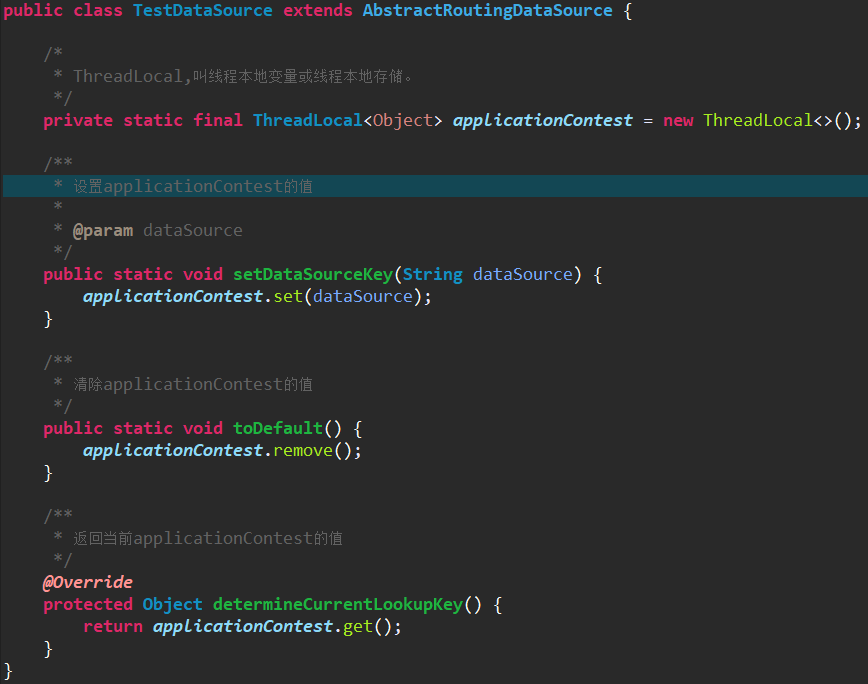 public class TestDataSource extends AbstractRoutingDataSource {
/*
* ThreadLocal,叫线程本地变量或线程本地存储。
*/
private static final ThreadLocal<Object> applicationContest = new ThreadLocal<>();
/**
* 设置applicationContest的值
*
* @param dataSource
*/
public static void setDataSourceKey(String dataSource) {
applicationContest.set(dataSource);
}
/**
* 清除applicationContest的值
*/
public static void toDefault() {
applicationContest.remove();
}
/**
* 返回当前applicationContest的值
*/
@Override
protected Object determineCurrentLookupKey() {
return applicationContest.get();
}
}